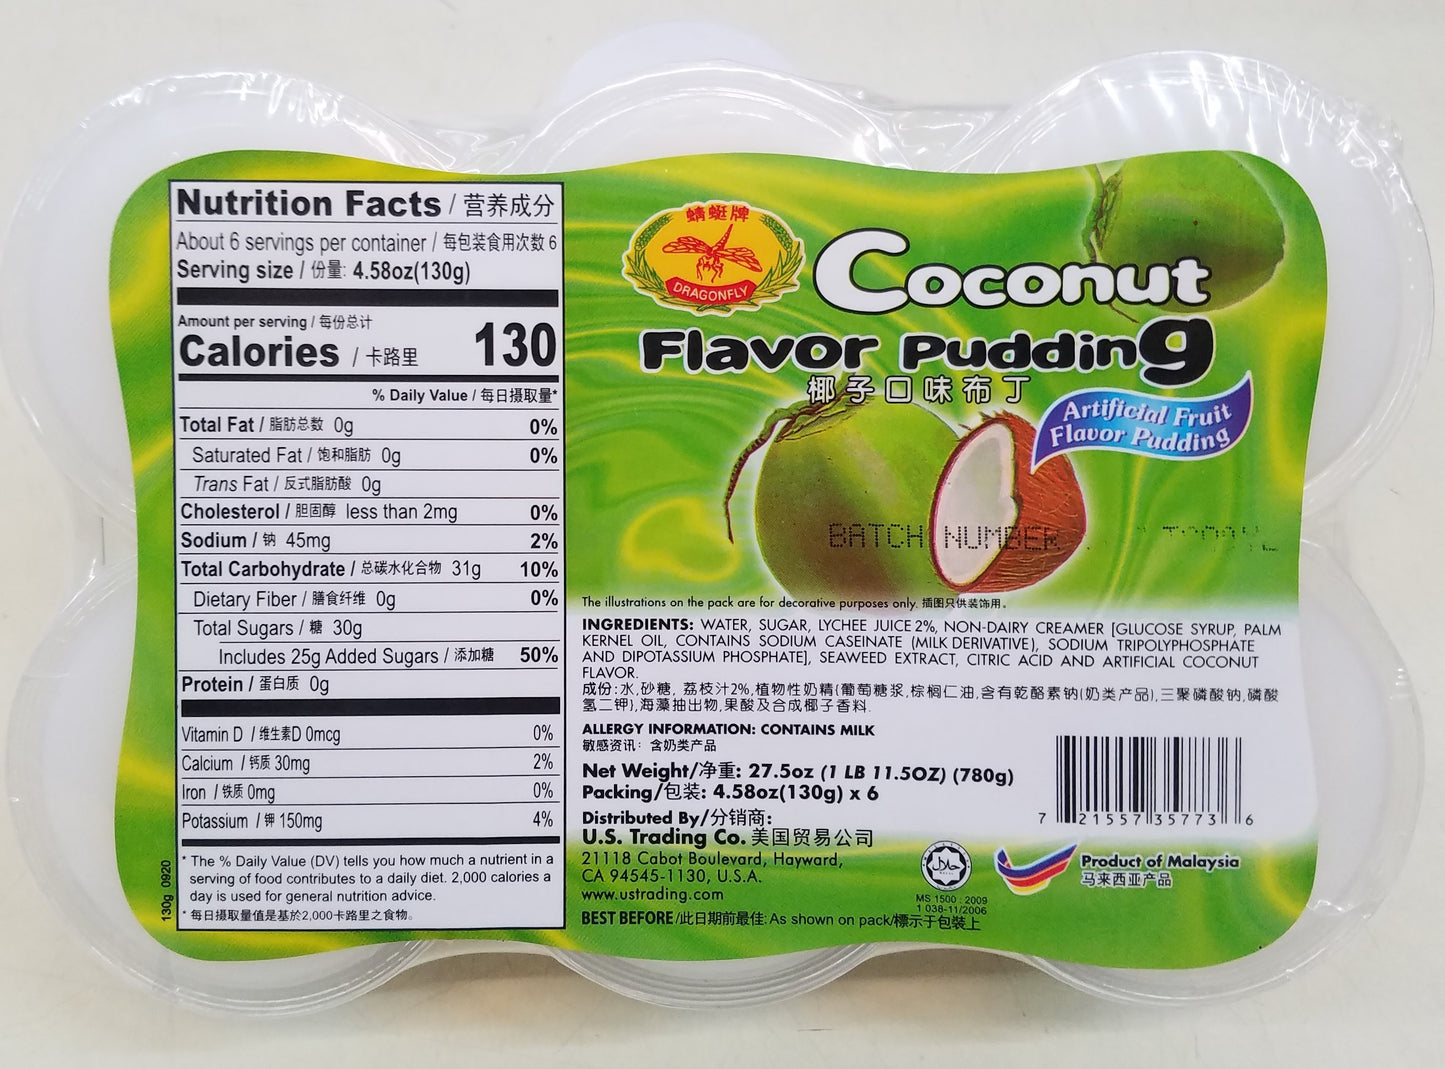 Nutrition Facts / 营养成分
About 6 servings per container / 每包装食用次数 6
Serving size / 份量: 4.58oz(130g)
Amount per serving / 每份总计
Calories / 卡路里 130
% Daily Value / 每日摄取量*
Total Fat / 脂肪总数 0g 0%
Saturated Fat / 饱和脂肪 0g 0%
Trans Fat / 反式脂肪酸 0g
Cholesterol / 胆固醇 less than 2mg 0%
Sodium / 钠 45mg 2%
Total Carbohydrate / 总碳水化合物 31g 10%
Dietary Fiber / 膳食纤维 0g 0%
Total Sugars / 糖 30g
Includes 25g Added Sugars / 添加糖 50%
Protein / 蛋白质 0g
Vitamin D / 维生素D 0mcg 0%
Calcium / 钙质 30mg 2%
Iron / 铁质 0mg 0%
Potassium / 钾 150mg 4%
* The % Daily Value (DV) tells you how much a nutrient in a
serving of food contributes to a daily diet. 2,000 calories a
day is used for general nutrition advice.
* 每日摄取量值是基於2,000卡路里之食物。
130g 0920
蜻蜓牌
DRAGONFLY
Coconut
Flavor Pudding
椰子口味布丁
Artificial Fruit
Flavor Pudding
BATCH NUMBER
The illustrations on the pack are for decorative purposes only. 插图只供装饰用。
INGREDIENTS: WATER, SUGAR, LYCHEE JUICE 2%, NON-DAIRY CREAMER [GLUCOSE SYRUP, PALM
KERNEL OIL, CONTAINS SODIUM CASEINATE (MILK DERIVATIVE), SODIUM TRIPOLYPHOSPHATE
AND DIPOTASSIUM PHOSPHATE], SEAWEED EXTRACT, CITRIC ACID AND ARTIFICIAL COCONUT
FLAVOR.
成份:水,砂糖, 荔枝汁2%,植物性奶精(葡萄糖浆,棕榈仁油,含有乾酪素钠(奶类产品),三聚磷酸钠,磷酸
氢二钾),海藻抽出物,果酸及合成椰子香料.
ALLERGY INFORMATION: CONTAINS MILK
敏感资讯: 含奶类产品
Net Weight/净重: 27.5oz (1 LB 11.5OZ) (780g)
Packing/包装: 4.58oz(130g) x 6
Distributed By/分销商:
U.S. Trading Co. 美国贸易公司
21118 Cabot Boulevard, Hayward,
CA 94545-1130, U.S.A.
www.ustrading.com
BEST BEFORE/此日期前最佳: As shown on pack/標示于包裝上
7 21557 35773 6
MS 1500 : 2009
1 038-11/2006
Product of Malaysia
马来西亚产品